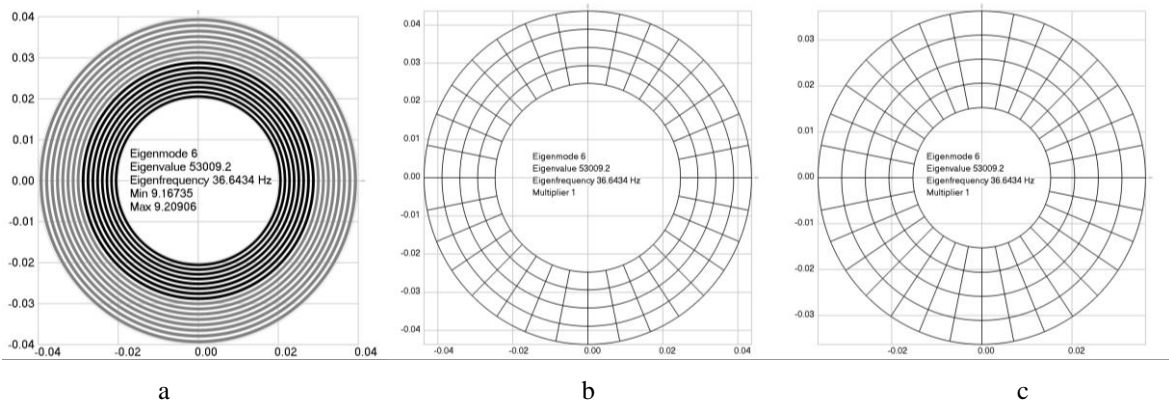 0.04
0.03
0.02
0.01
0.00
-0.01
-0.02
-0.03
-0.04
-0.04
-0.02
0.00
0.02
0.04
Eigenmode 6
Eigenvalue 53009.2
Eigenfrequency 36.6434 Hz
Min 9.16735
Max 9.20906
a
0.04
0.03
0.02
0.01
0.00
-0.01
-0.02
-0.03
-0.04
-0.04
-0.02
0.00
0.02
0.04
Eigenmode 6
Eigenvalue 53009.2
Eigenfrequency 36.6434 Hz
Multiplier 1
b
0.03
0.02
0.01
0.00
-0.01
-0.02
-0.03
-0.02
0.00
0.02
Eigenmode 6
Eigenvalue 53009.2
Eigenfrequency 36.6434 Hz
Multiplier 1
c